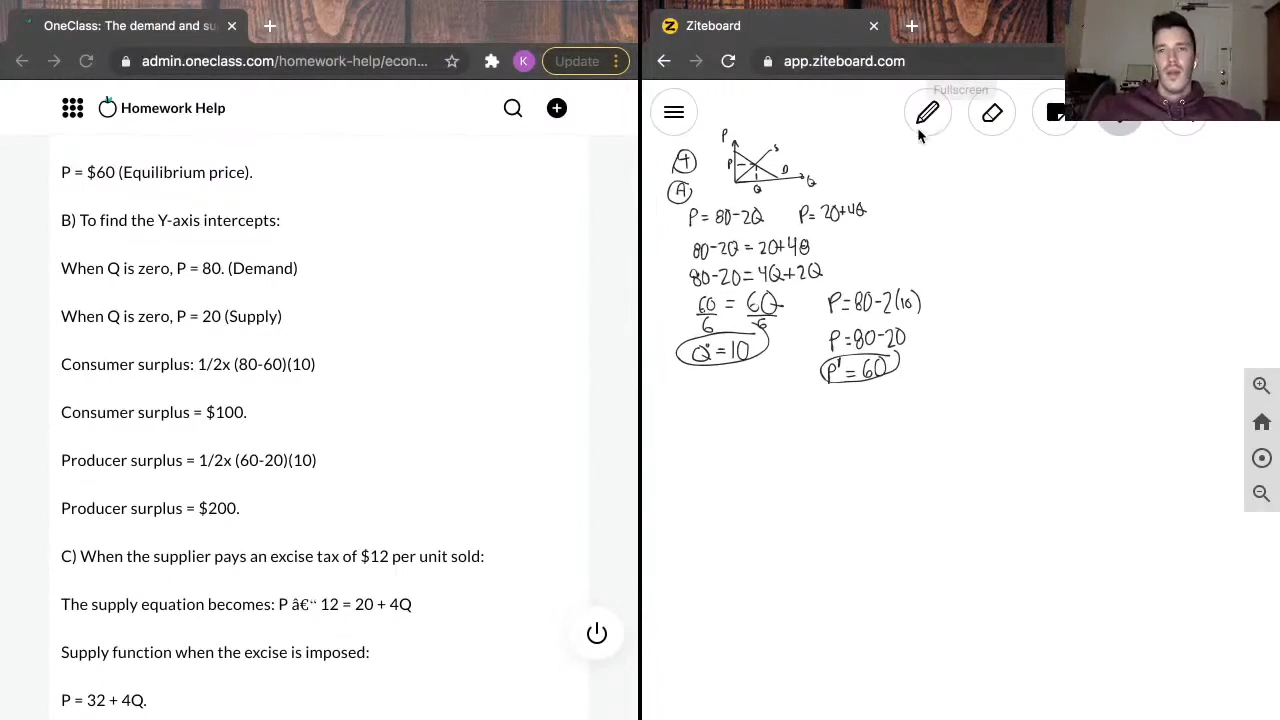 OneClass: The demand and su
Ziteboard
admin.oneclass.com/homework-help/econ...
K
Update
app.ziteboard.com
Homework Help
Fullscreen
P = $60 (Equilibrium price).
B) To find the Y-axis intercepts:
When Q is zero, P = 80. (Demand)
When Q is zero, P = 20 (Supply)
Consumer surplus: 1/2x (80-60)(10)
Consumer surplus = $100.
Producer surplus = 1/2x (60-20)(10)
Producer surplus = $200.
C) When the supplier pays an excise tax of $12 per unit sold:
The supply equation becomes: P â€“ 12 = 20 + 4Q
Supply function when the excise is imposed:
P = 32 + 4Q.
P
S
P
D
Q
Q
A
P = 80-2Q P = 20+4Q
80-2Q = 20+4Q
80-20 = 4Q+2Q
60 = 6Q
6 6
Q* = 10
P = 80-2(10)
P = 80-20
P* = 60